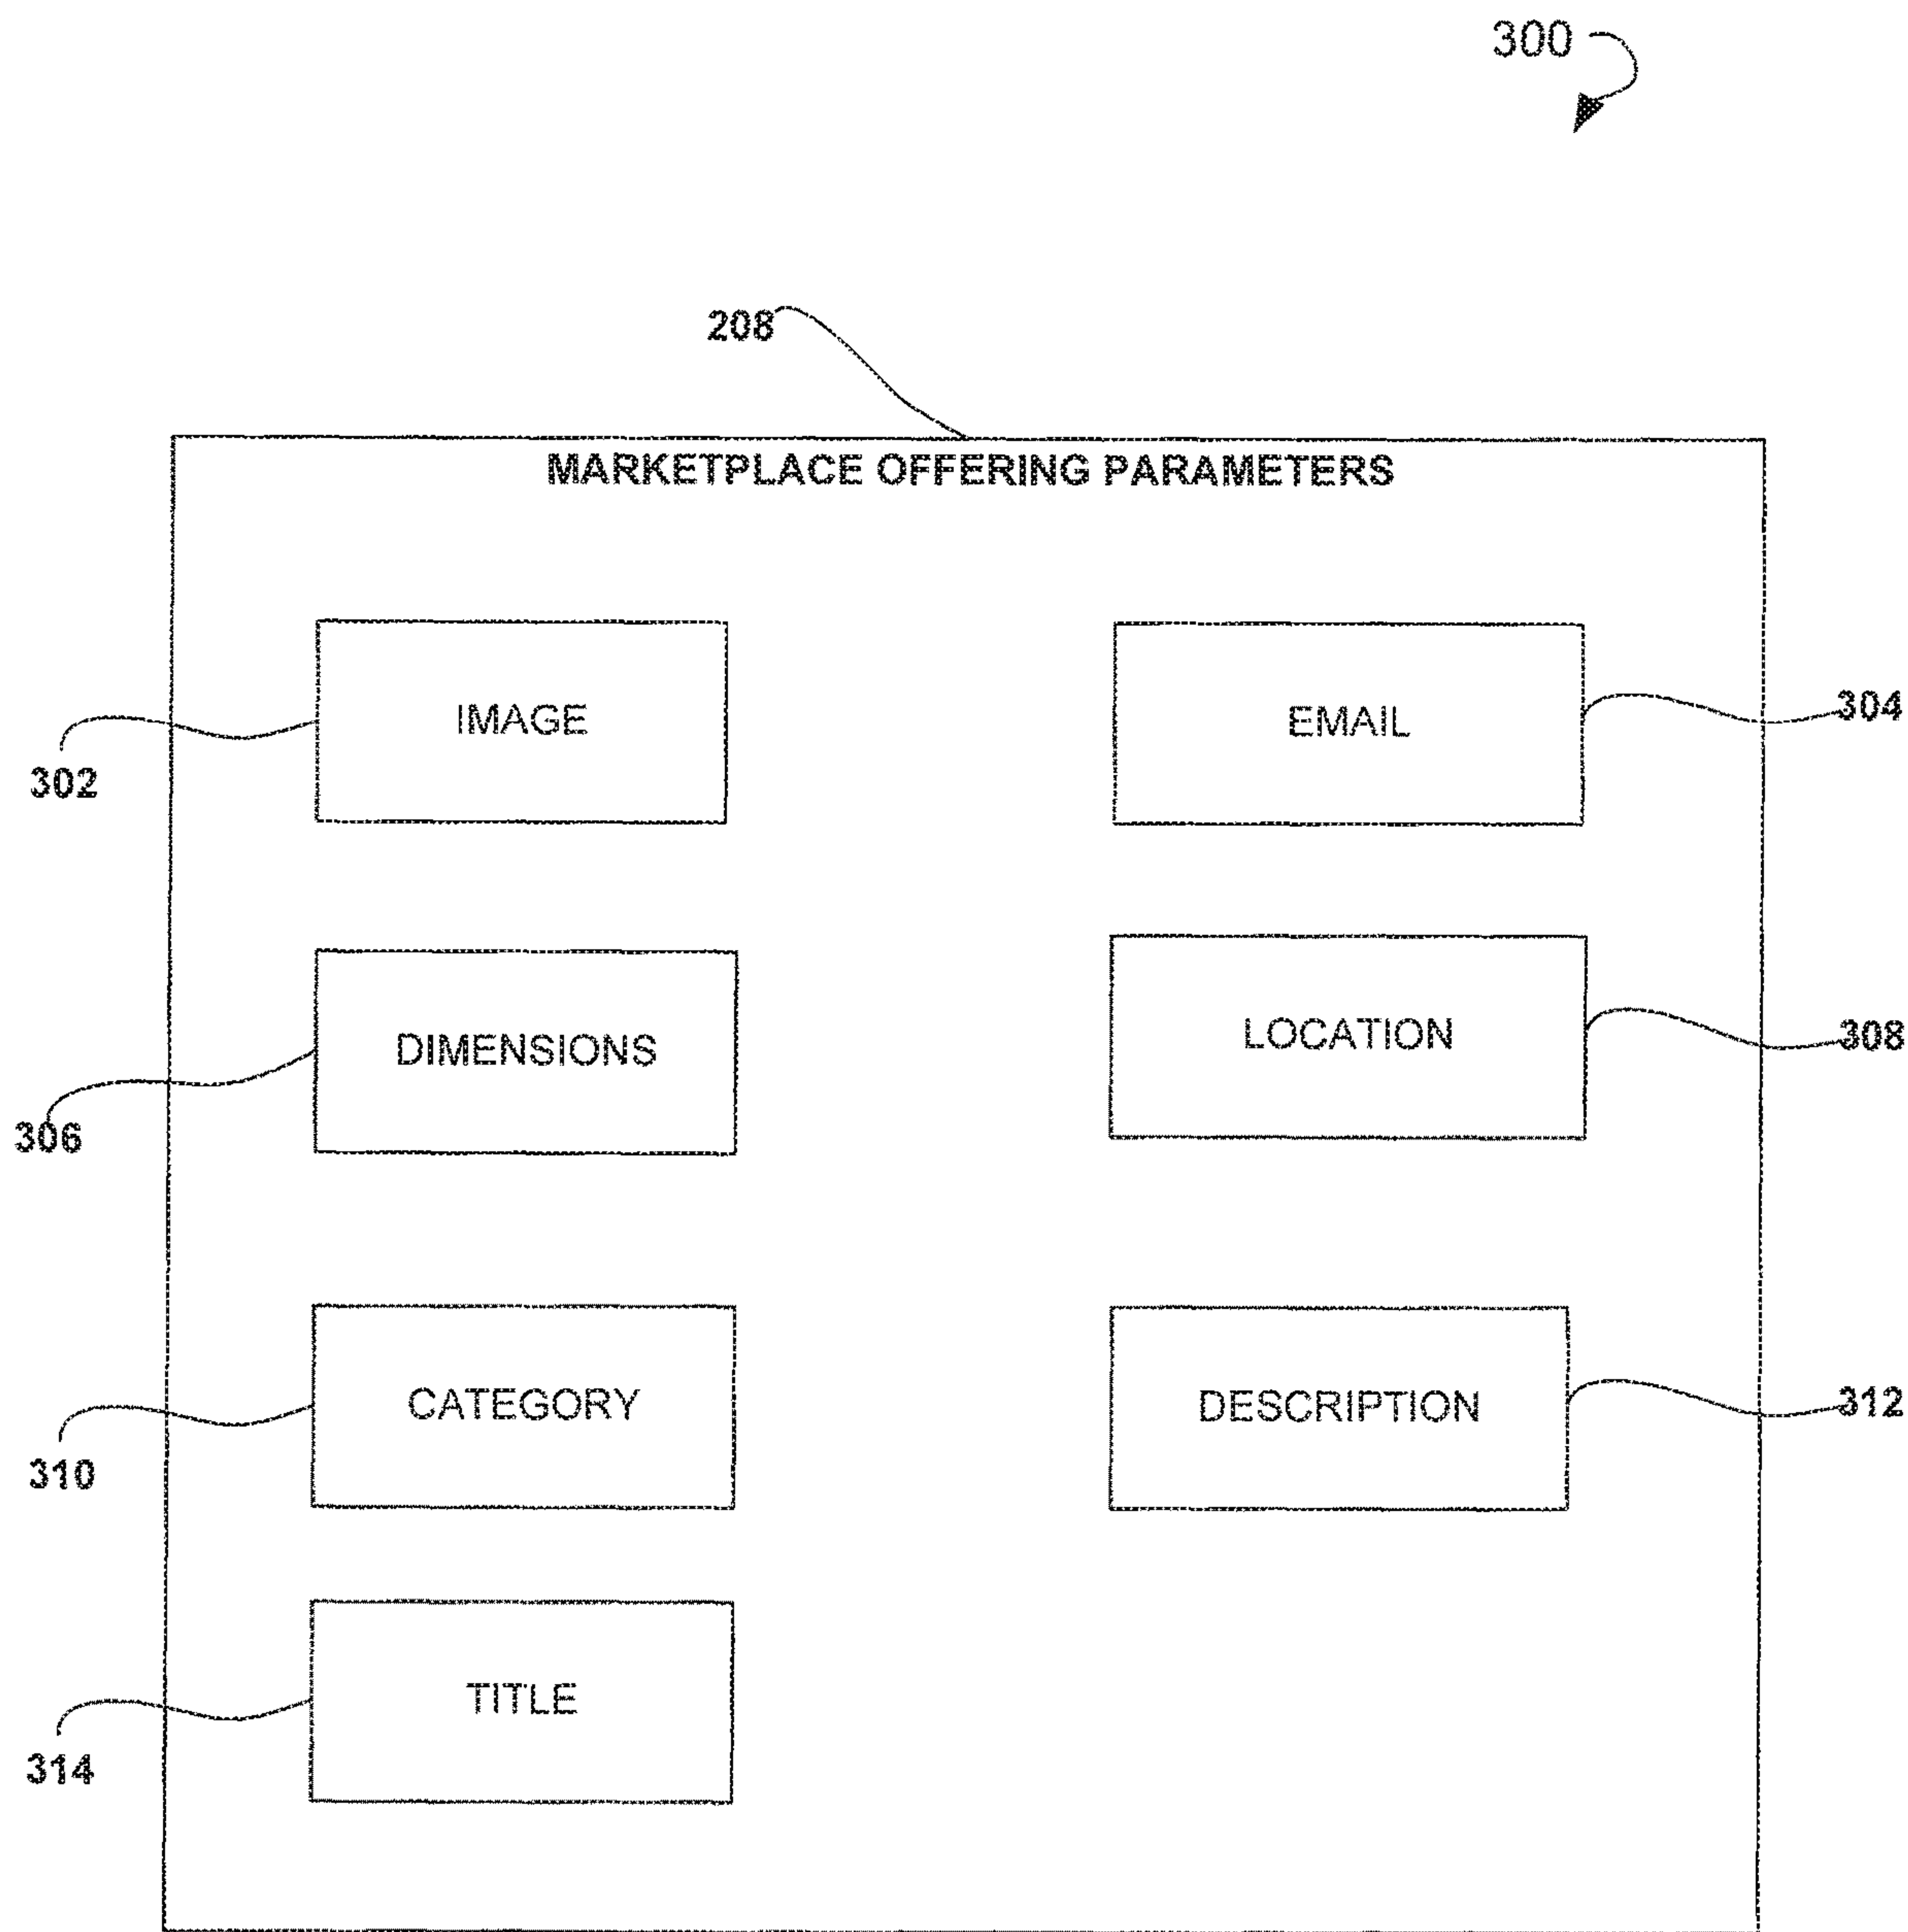 300
208
MARKETPLACE OFFERING PARAMETERS
IMAGE
EMAIL
304
302
DIMENSIONS
LOCATION
308
306
CATEGORY
DESCRIPTION
312
310
TITLE
314